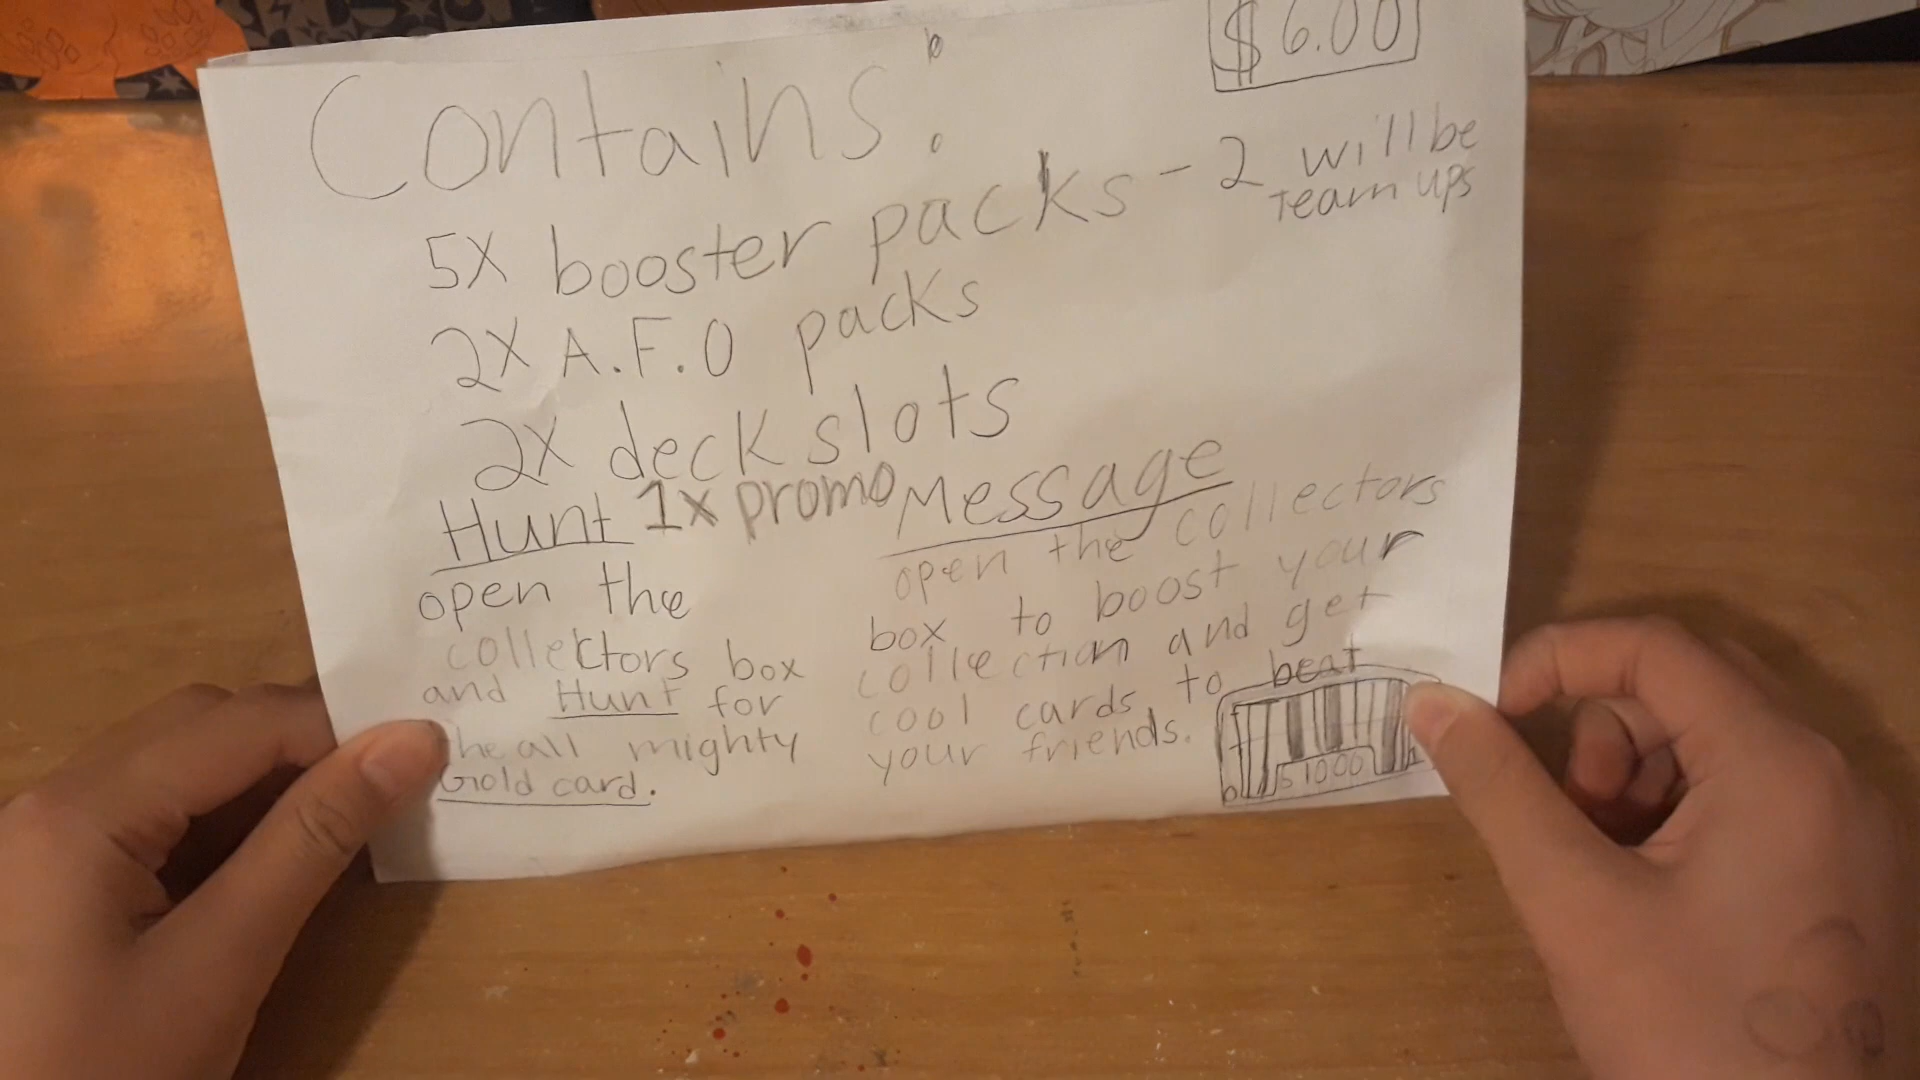 $6.00
Contains:
5X booster packs - 2 will be
Team ups
2X A.F.O packs
2X deck slots
1x promo
Hunt
open the
collectors box
and Hunt for
the all mighty
Gold card.
Message
open the collectors
box to boost your
collection and get
cool cards to beat
your friends.
1000